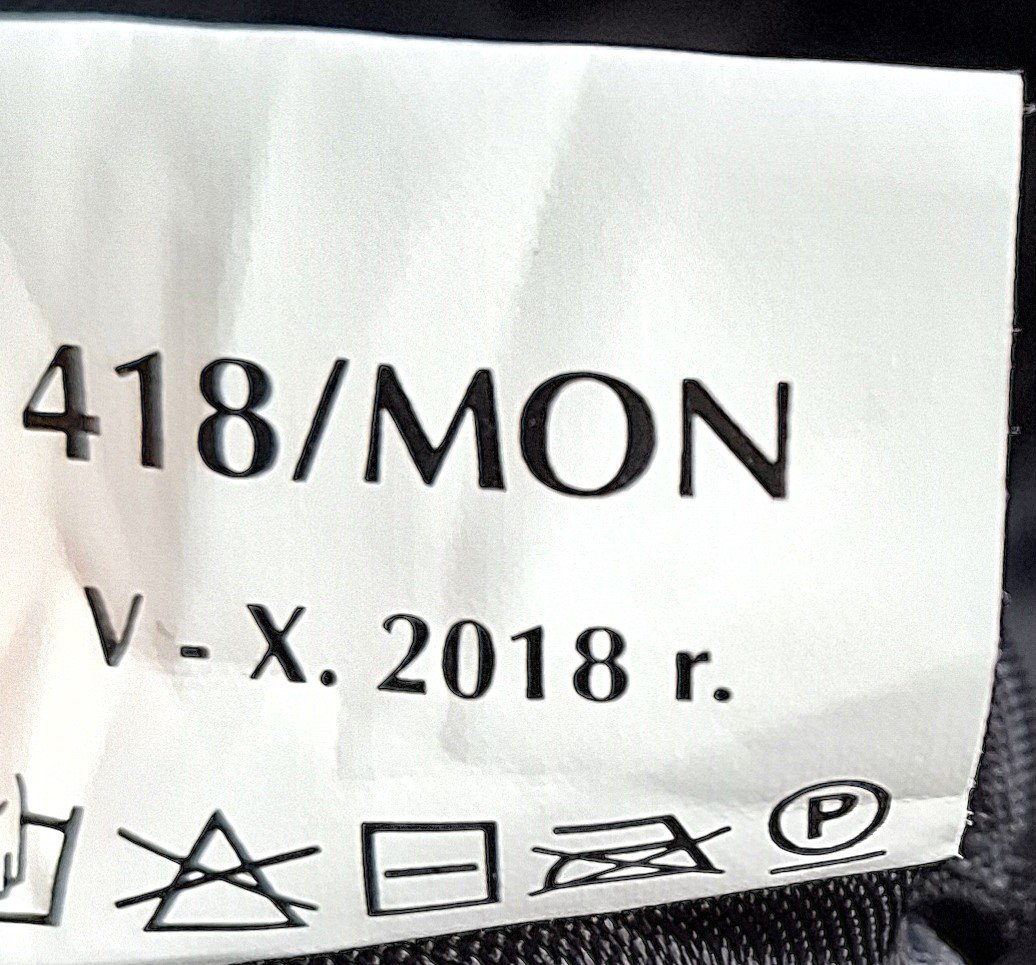 418/MON
V - X. 2018 r.
P